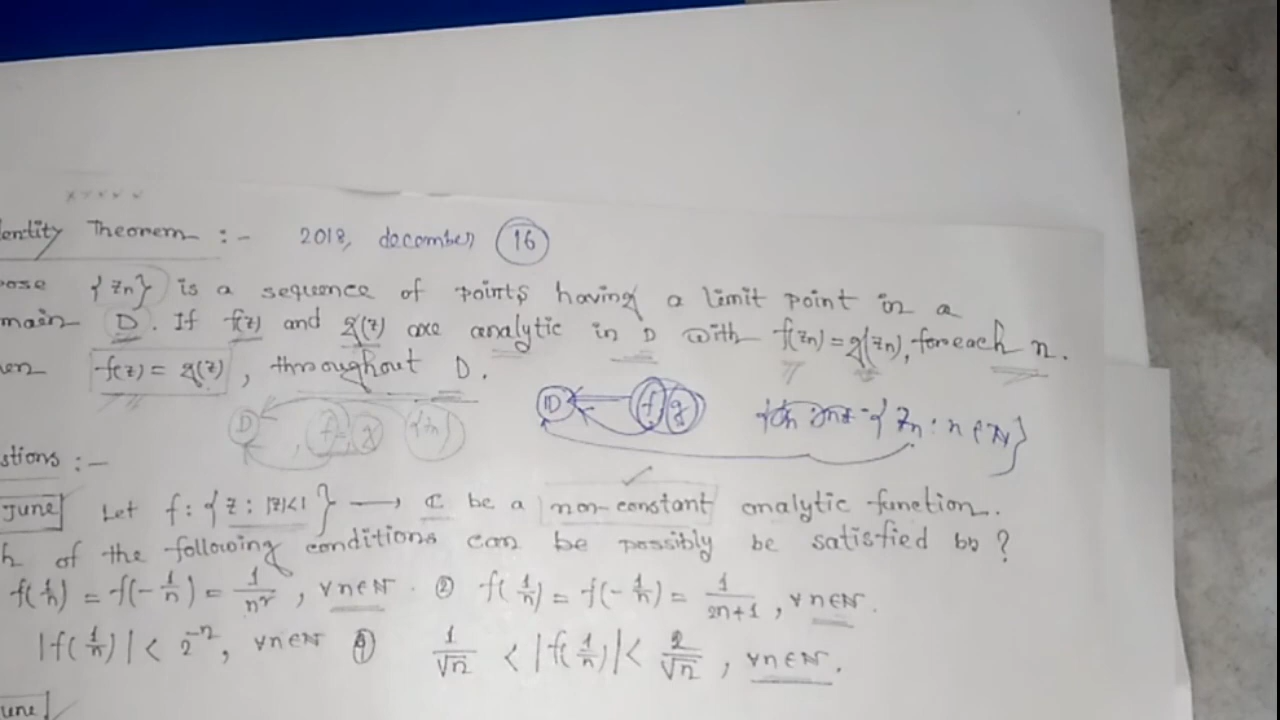 entity Theorem :- 2018, december 16
ose {zn} is a sequence of points having a limit point in a
main D. If f(z) and g(z) are analytic in D with f(zn) = g(zn), for each n.
en f(z) = g(z), throughout D.
D f g {zn} D f g {zn : n ∈ N}
stions :-
June] Let f : {z : |z|<1} → C be a non-constant analytic function.
h of the following conditions can be possibly be satisfied by ?
f(1/n) = f(-1/n) = 1/n², ∀n∈N. ② f(1/n) = f(-1/n) = 1/2n+1, ∀n∈N.
|f(1/n)| < 2⁻ⁿ, ∀n∈N ④ 1/√n < |f(1/n)| < 2/√n, ∀n∈N.
une]